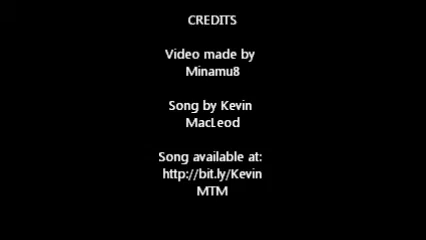 CREDITS
Video made by
Minamu8
Song by Kevin
MacLeod
Song available at:
http://bit.ly/Kevin
MTM